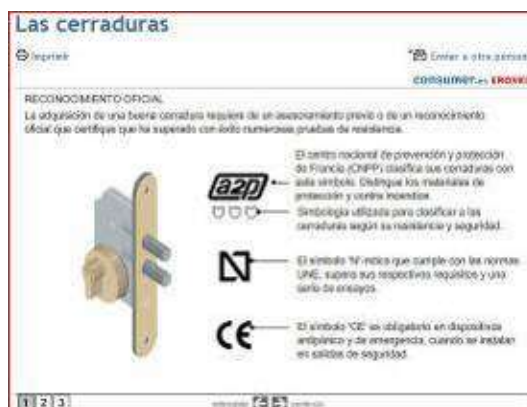 Las cerraduras
Imprimir
Enviar a otra persona
consumer.es EROSKI
RECONOCIMIENTO OFICIAL
La adquisición de una buena cerradura requiere de un asesoramiento previo o de un reconocimiento
oficial que certifique que ha superado con éxito numerosas pruebas de resistencia.
El centro nacional de prevención y protección
de Francia (CNPP) clasifica sus cerraduras con
este símbolo. Distingue los materiales de
protección y contra incendios.
a2p
Simbología utilizada para clasificar a las
cerraduras según su resistencia y seguridad.
El símbolo 'N' indica que cumple con las normas
UNE, supera sus respectivos requisitos y una
serie de ensayos.
N
El símbolo 'CE' es obligatorio en dispositivos
antipánico y de emergencia, cuando se instalan
en salidas de seguridad.
CE
1 2 3